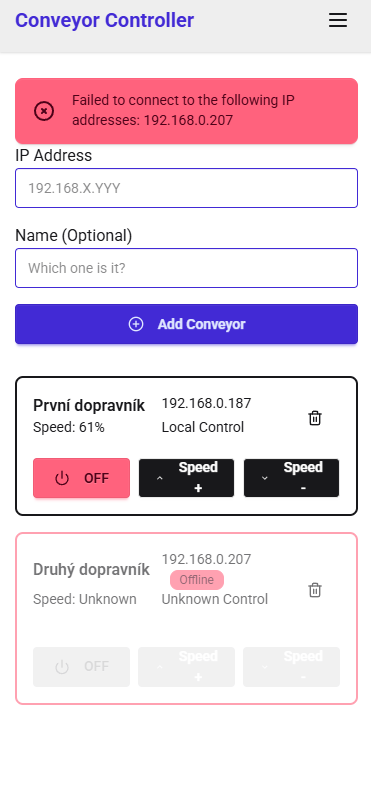 Conveyor Controller
Failed to connect to the following IP
addresses: 192.168.0.207
IP Address
192.168.X.YYY
Name (Optional)
Which one is it?
Add Conveyor
První dopravník
192.168.0.187
Speed: 61%
Local Control
OFF
Speed
+
Speed
-
Druhý dopravník
192.168.0.207
Offline
Speed: Unknown
Unknown Control
OFF
Speed
+
Speed
-